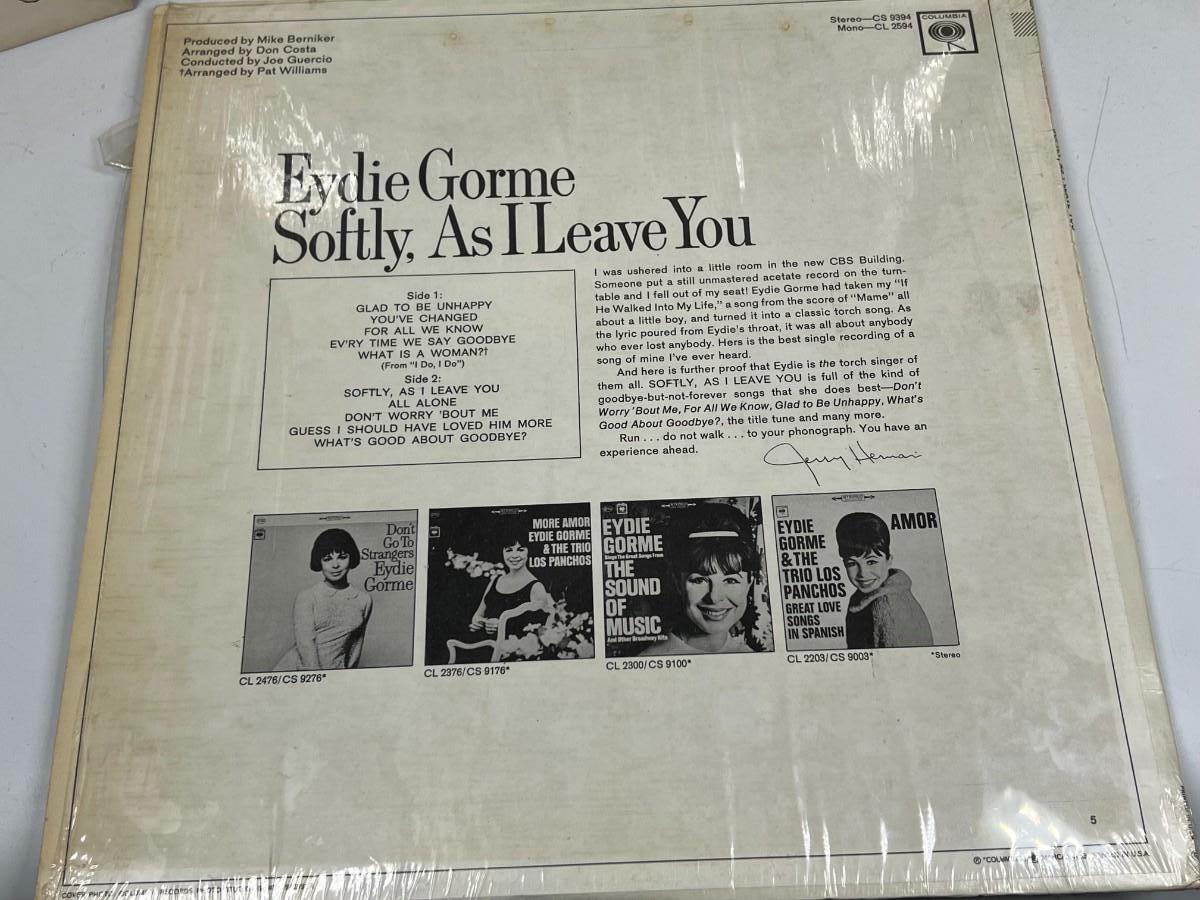 Produced by Mike Berniker
Arranged by Don Costa
Conducted by Joe Guercio
†Arranged by Pat Williams
Stereo—CS 9394
Mono—CL 2594
COLUMBIA
Eydie Gorme
Softly, As I Leave You
Side 1:
GLAD TO BE UNHAPPY
YOU'VE CHANGED
FOR ALL WE KNOW
EV'RY TIME WE SAY GOODBYE
WHAT IS A WOMAN?†
(From "I Do, I Do")
Side 2:
SOFTLY, AS I LEAVE YOU
ALL ALONE
DON'T WORRY 'BOUT ME
GUESS I SHOULD HAVE LOVED HIM MORE
WHAT'S GOOD ABOUT GOODBYE?
I was ushered into a little room in the new CBS Building.
Someone put a still unmastered acetate record on the turn-
table and I fell out of my seat! Eydie Gorme had taken my "If
He Walked Into My Life," a song from the score of "Mame" all
about a little boy, and turned it into a classic torch song. As
the lyric poured from Eydie's throat, it was all about anybody
who ever lost anybody. Hers is the best single recording of a
song of mine I've ever heard.
And here is further proof that Eydie is the torch singer of
them all. SOFTLY, AS I LEAVE YOU is full of the kind of
goodbye-but-not-forever songs that she does best—Don't
Worry 'Bout Me, For All We Know, Glad to Be Unhappy, What's
Good About Goodbye?, the title tune and many more.
Run . . . do not walk . . . to your phonograph. You have an
experience ahead.
Jerry Herman
Don't
Go To
Strangers
Eydie
Gorme
CL 2476/CS 9276*
MORE AMOR
EYDIE GORME
& THE TRIO
LOS PANCHOS
CL 2376/CS 9176*
EYDIE
GORME
Sings The Great Songs From
THE
SOUND
OF
MUSIC
And Other Broadway Hits
CL 2300/CS 9100*
EYDIE
GORME
& THE
TRIO LOS
PANCHOS
GREAT LOVE
SONGS
IN SPANISH
AMOR
CL 2203/CS 9003*
*Stereo
5
COVER PHOTO: COLUMBIA RECORDS PHOTO STUDIO
U.S.A.